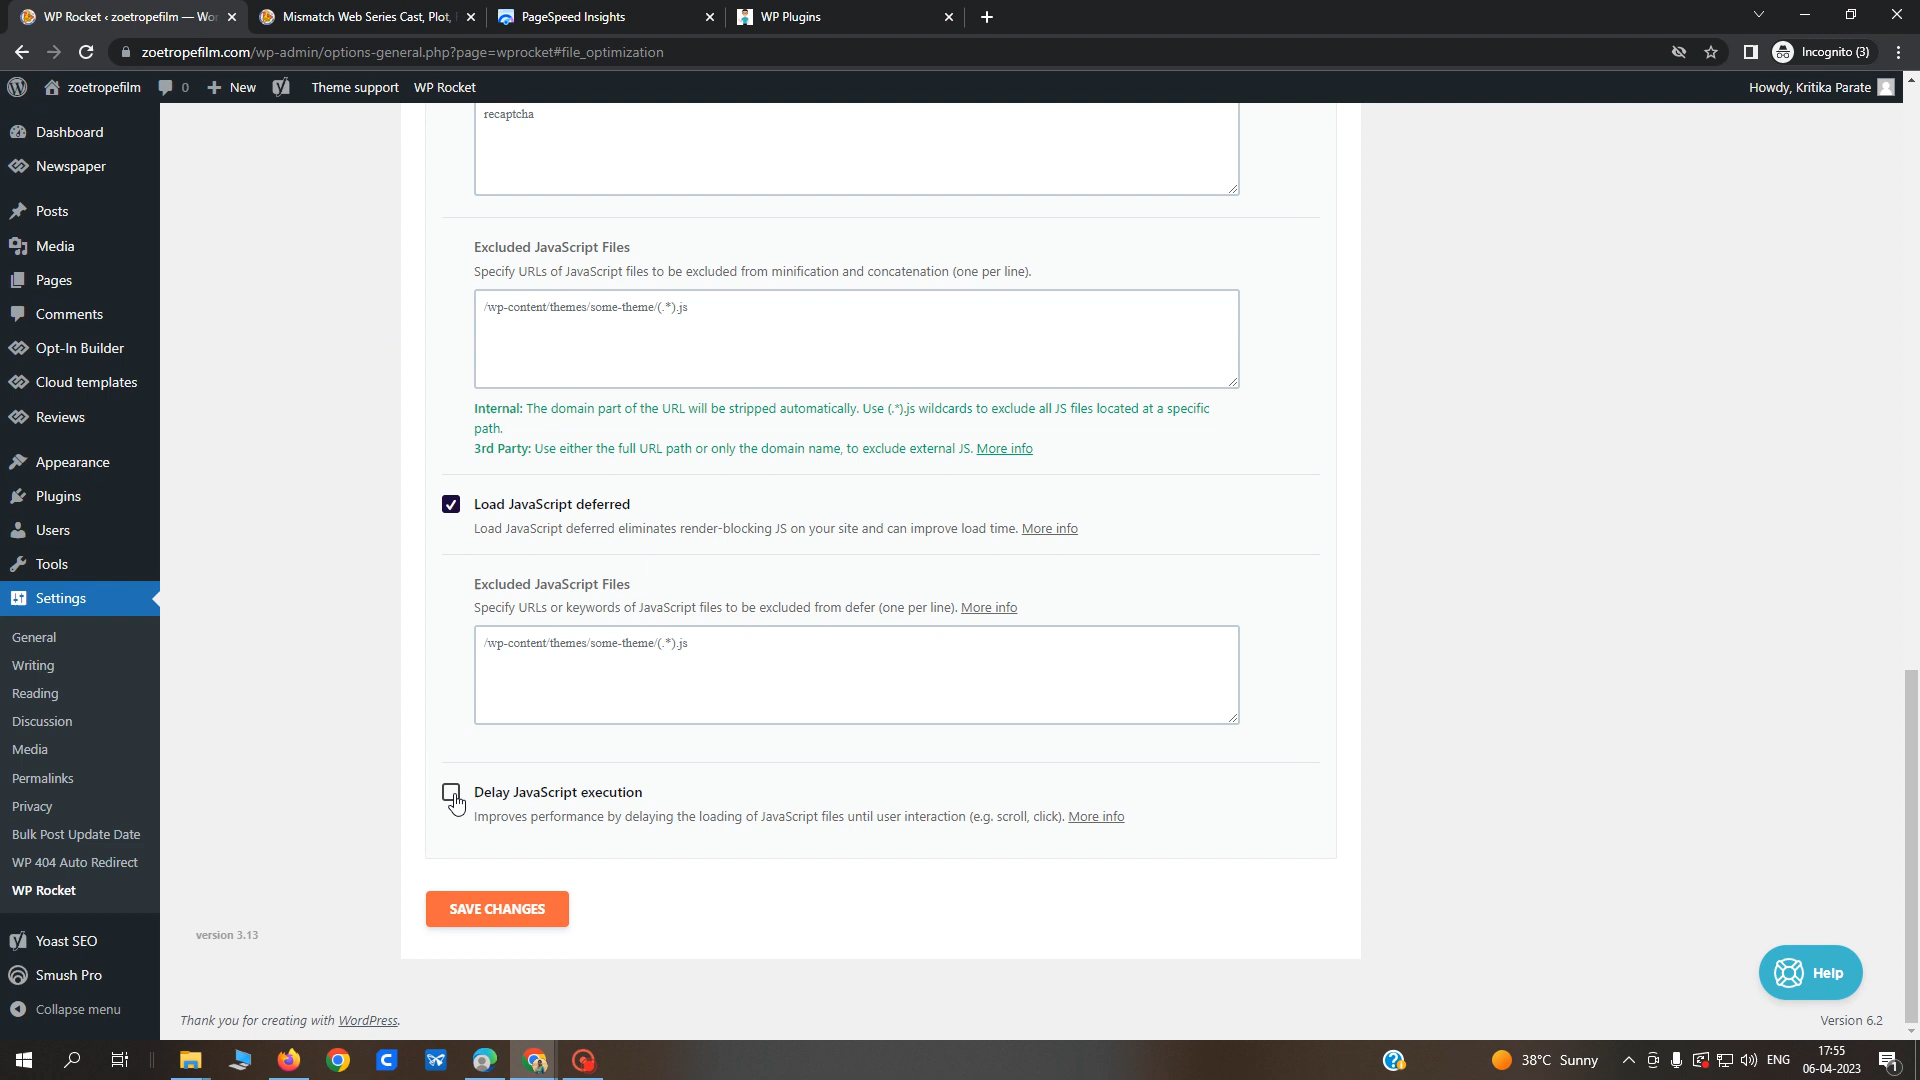 WP Rocket ‹ zoetropefilm — Wor
Mismatch Web Series Cast, Plot,
PageSpeed Insights
WP Plugins
zoetropefilm.com/wp-admin/options-general.php?page=wprocket#file_optimization
Incognito (3)
zoetropefilm
0
New
Theme support
WP Rocket
Howdy, Kritika Parate
Dashboard
Newspaper
Posts
Media
Pages
Comments
Opt-In Builder
Cloud templates
Reviews
Appearance
Plugins
Users
Tools
Settings
General
Writing
Reading
Discussion
Media
Permalinks
Privacy
Bulk Post Update Date
WP 404 Auto Redirect
WP Rocket
Yoast SEO
Smush Pro
Collapse menu
recaptcha
Excluded JavaScript Files
Specify URLs of JavaScript files to be excluded from minification and concatenation (one per line).
/wp-content/themes/some-theme/(.*).js
Internal: The domain part of the URL will be stripped automatically. Use (.*).js wildcards to exclude all JS files located at a specific
path.
3rd Party: Use either the full URL path or only the domain name, to exclude external JS. More info
Load JavaScript deferred
Load JavaScript deferred eliminates render-blocking JS on your site and can improve load time. More info
Excluded JavaScript Files
Specify URLs or keywords of JavaScript files to be excluded from defer (one per line). More info
/wp-content/themes/some-theme/(.*).js
Delay JavaScript execution
Improves performance by delaying the loading of JavaScript files until user interaction (e.g. scroll, click). More info
SAVE CHANGES
version 3.13
Help
Thank you for creating with WordPress.
Version 6.2
38°C Sunny
ENG
17:55
06-04-2023
1